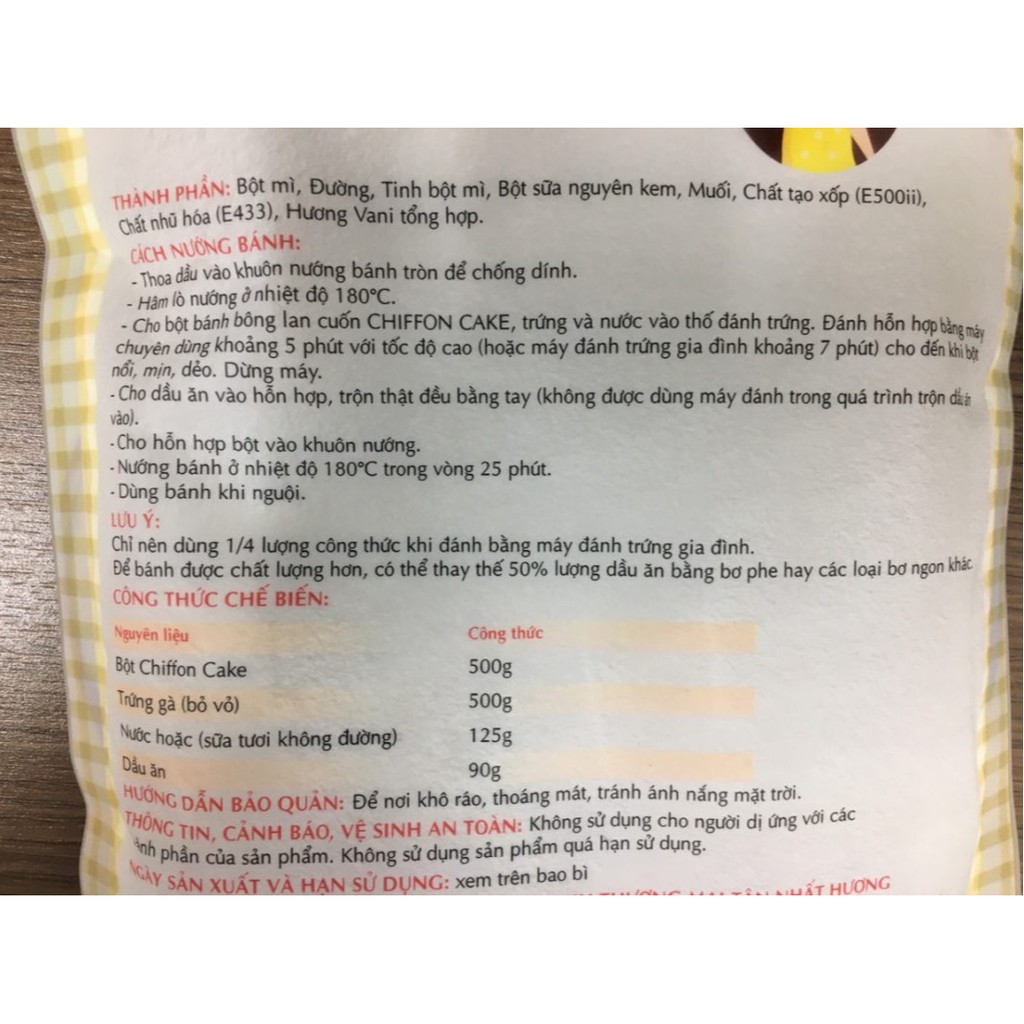 THÀNH PHẦN: Bột mì, Đường, Tinh bột mì, Bột sữa nguyên kem, Muối, Chất tạo xốp (E500ii),
Chất nhũ hóa (E433), Hương Vani tổng hợp.
CÁCH NƯỚNG BÁNH:
- Thoa dầu vào khuôn nướng bánh tròn để chống dính.
- Hâm lò nướng ở nhiệt độ 180°C.
- Cho bột bánh bông lan cuốn CHIFFON CAKE, trứng và nước vào thố đánh trứng. Đánh hỗn hợp bằng máy
chuyên dùng khoảng 5 phút với tốc độ cao (hoặc máy đánh trứng gia đình khoảng 7 phút) cho đến khi bột
nổi, mịn, dẻo. Dừng máy.
- Cho dầu ăn vào hỗn hợp, trộn thật đều bằng tay (không được dùng máy đánh trong quá trình trộn dầu ăn
vào).
- Cho hỗn hợp bột vào khuôn nướng.
- Nướng bánh ở nhiệt độ 180°C trong vòng 25 phút.
- Dùng bánh khi nguội.
LƯU Ý:
Chỉ nên dùng 1/4 lượng công thức khi đánh bằng máy đánh trứng gia đình.
Để bánh được chất lượng hơn, có thể thay thế 50% lượng dầu ăn bằng bơ phe hay các loại bơ ngon khác.
CÔNG THỨC CHẾ BIẾN:
Nguyên liệu Công thức
Bột Chiffon Cake 500g
Trứng gà (bỏ vỏ) 500g
Nước hoặc (sữa tươi không đường) 125g
Dầu ăn 90g
HƯỚNG DẪN BẢO QUẢN: Để nơi khô ráo, thoáng mát, tránh ánh nắng mặt trời.
THÔNG TIN, CẢNH BÁO, VỆ SINH AN TOÀN: Không sử dụng cho người dị ứng với các
thành phần của sản phẩm. Không sử dụng sản phẩm quá hạn sử dụng.
NGÀY SẢN XUẤT VÀ HẠN SỬ DỤNG: xem trên bao bì
NHẤT HƯƠNG